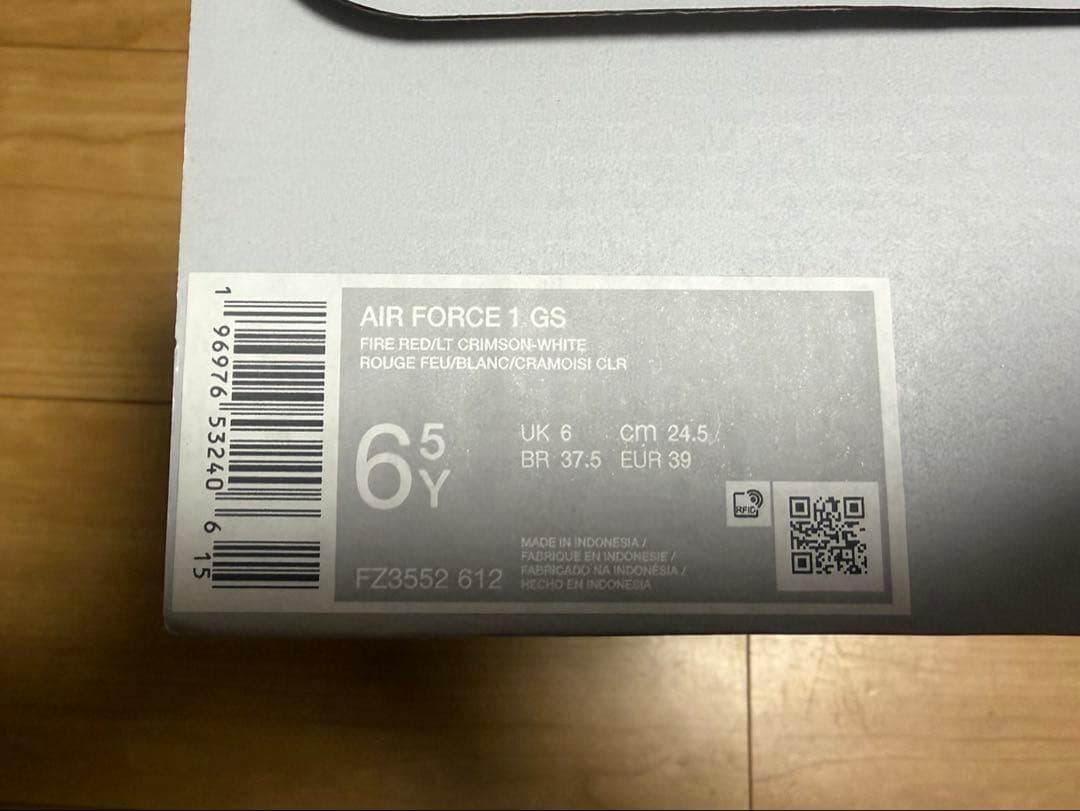 1 96976 53240 6 15
AIR FORCE 1 GS
FIRE RED/LT CRIMSON-WHITE
ROUGE FEU/BLANC/CRAMOISI CLR
6 5 Y
UK 6 cm 24.5
BR 37.5 EUR 39
RFID
MADE IN INDONESIA /
FABRIQUE EN INDONESIE /
FABRICADO NA INDONÉSIA /
HECHO EN INDONESIA
FZ3552 612